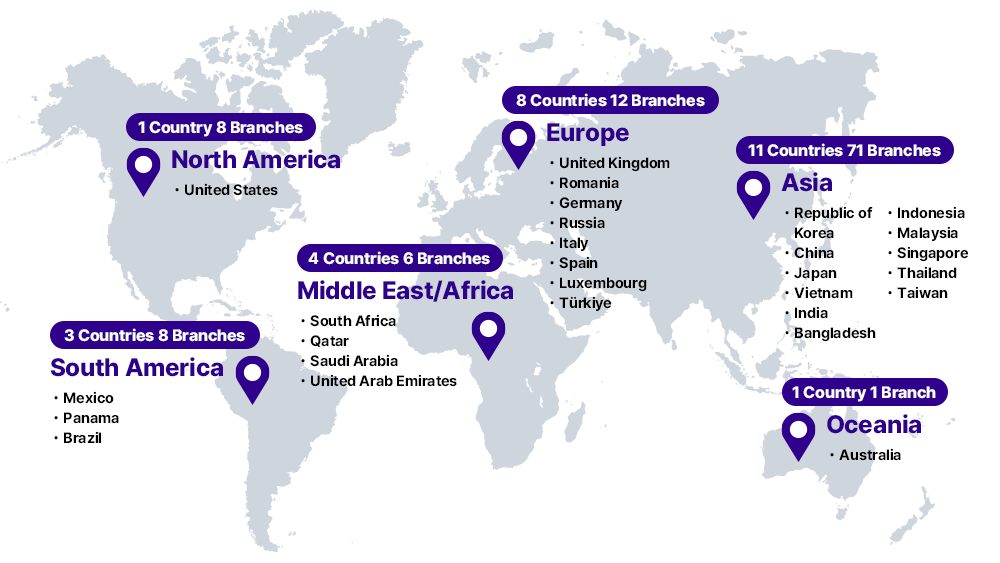 1 Country 8 Branches
North America
· United States
8 Countries 12 Branches
Europe
· United Kingdom
· Romania
· Germany
· Russia
· Italy
· Spain
· Luxembourg
· Türkiye
11 Countries 71 Branches
Asia
· Republic of
Korea
· China
· Japan
· Vietnam
· India
· Bangladesh
· Indonesia
· Malaysia
· Singapore
· Thailand
· Taiwan
4 Countries 6 Branches
Middle East/Africa
· South Africa
· Qatar
· Saudi Arabia
· United Arab Emirates
3 Countries 8 Branches
South America
· Mexico
· Panama
· Brazil
1 Country 1 Branch
Oceania
· Australia